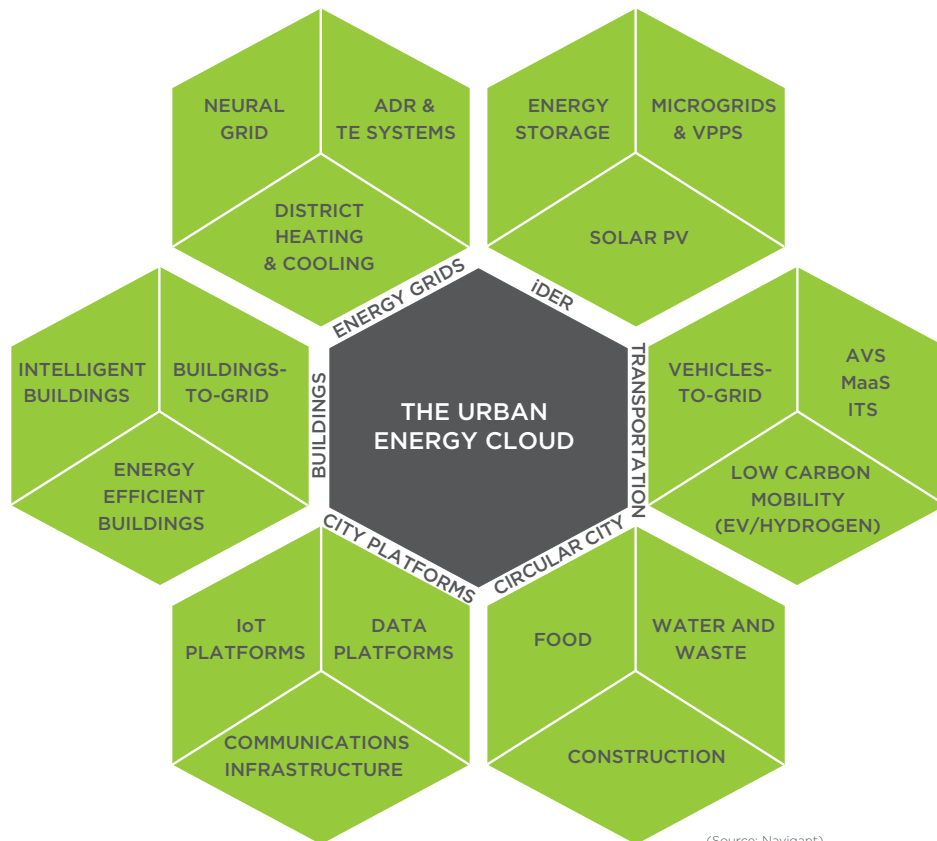 NEURAL
GRID
ADR &
TE SYSTEMS
DISTRICT
HEATING
& COOLING
ENERGY
STORAGE
MICROGRIDS
& VPPS
SOLAR PV
ENERGY GRIDS
iDER
INTELLIGENT
BUILDINGS
BUILDINGS-
TO-GRID
ENERGY
EFFICIENT
BUILDINGS
BUILDINGS
THE URBAN
ENERGY CLOUD
TRANSPORTATION
VEHICLES-
TO-GRID
AVS
MaaS
ITS
LOW CARBON
MOBILITY
(EV/HYDROGEN)
CITY PLATFORMS
CIRCULAR CITY
IoT
PLATFORMS
DATA
PLATFORMS
COMMUNICATIONS
INFRASTRUCTURE
FOOD
WATER AND
WASTE
CONSTRUCTION
(Source: Navigant)